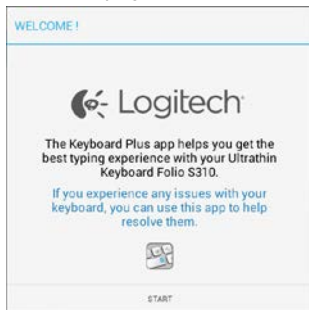 WELCOME !
Logitech
The Keyboard Plus app helps you get the
best typing experience with your Ultrathin
Keyboard Folio S310.
If you experience any issues with your
keyboard, you can use this app to help
resolve them.
START